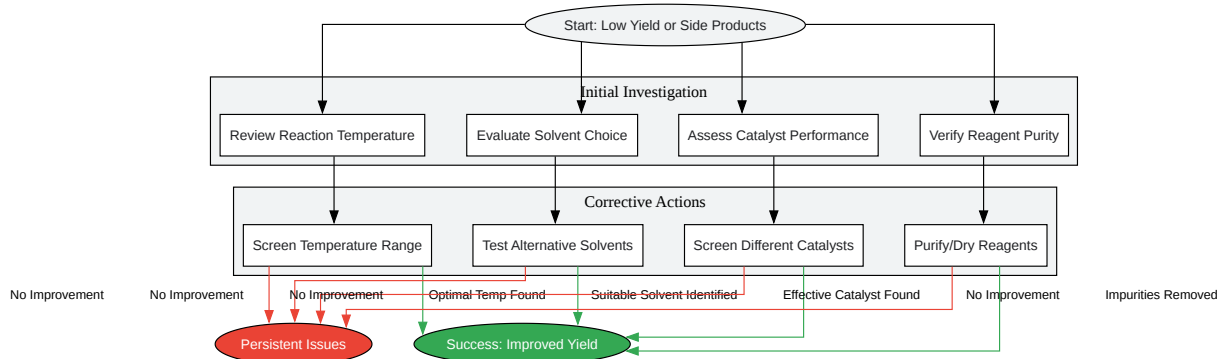 Start: Low Yield or Side Products
Initial Investigation
Review Reaction Temperature
Evaluate Solvent Choice
Assess Catalyst Performance
Verify Reagent Purity
Corrective Actions
Screen Temperature Range
Test Alternative Solvents
Screen Different Catalysts
Purify/Dry Reagents
No Improvement
No Improvement
No Improvement
Optimal Temp Found
Suitable Solvent Identified
Effective Catalyst Found
No Improvement
Impurities Removed
Persistent Issues
Success: Improved Yield